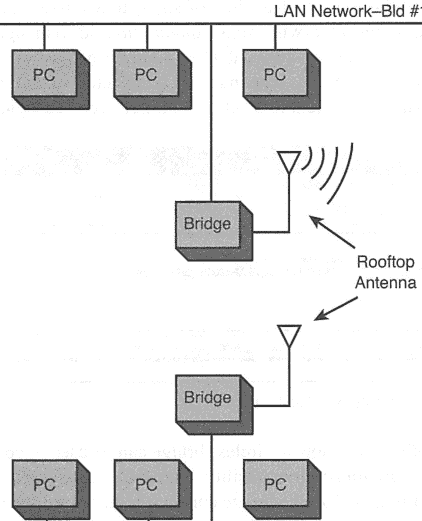 LAN Network–Bld #1
PC
PC
PC
Bridge
Rooftop
Antenna
Bridge
PC
PC
PC